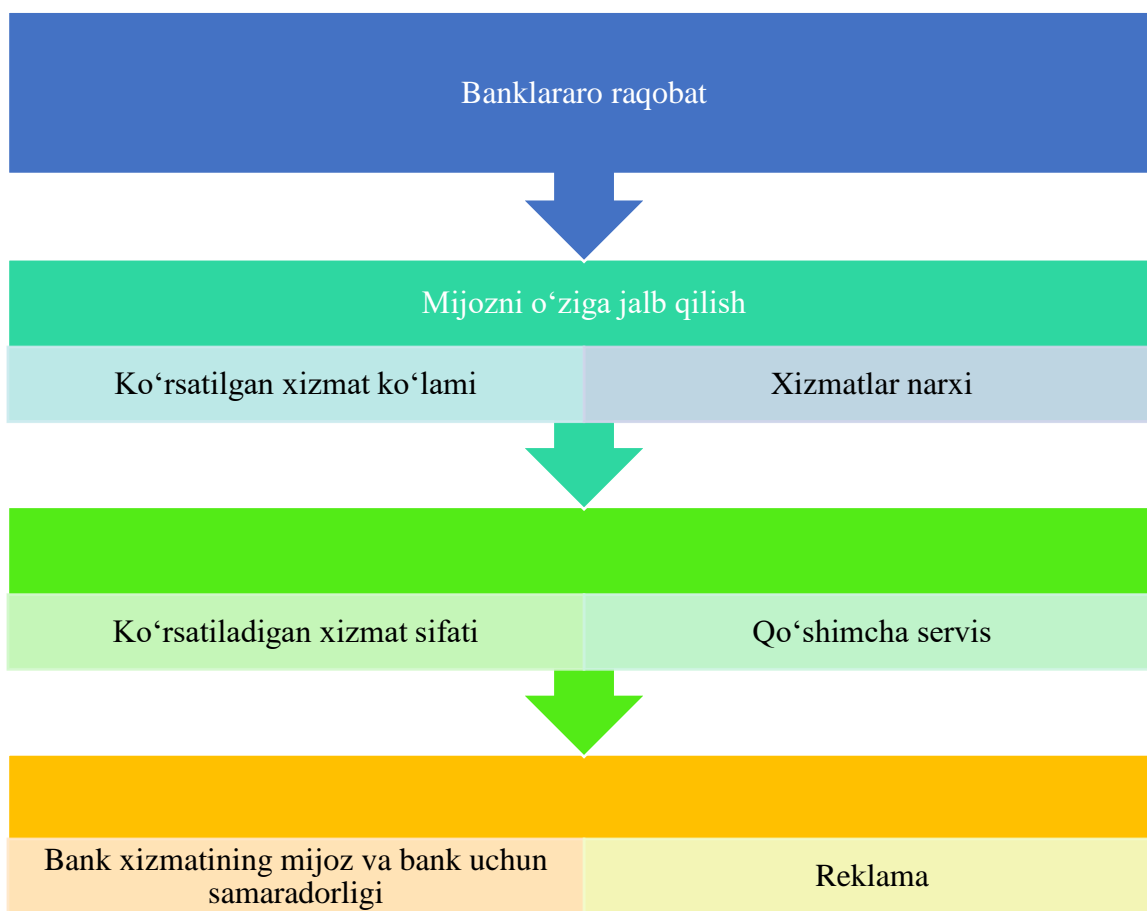 Banklararo raqobat
Mijozni o‘ziga jalb qilish
Ko‘rsatilgan xizmat ko‘lami
Xizmatlar narxi
Ko‘rsatiladigan xizmat sifati
Qo‘shimcha servis
Bank xizmatining mijoz va bank uchun
samaradorligi
Reklama